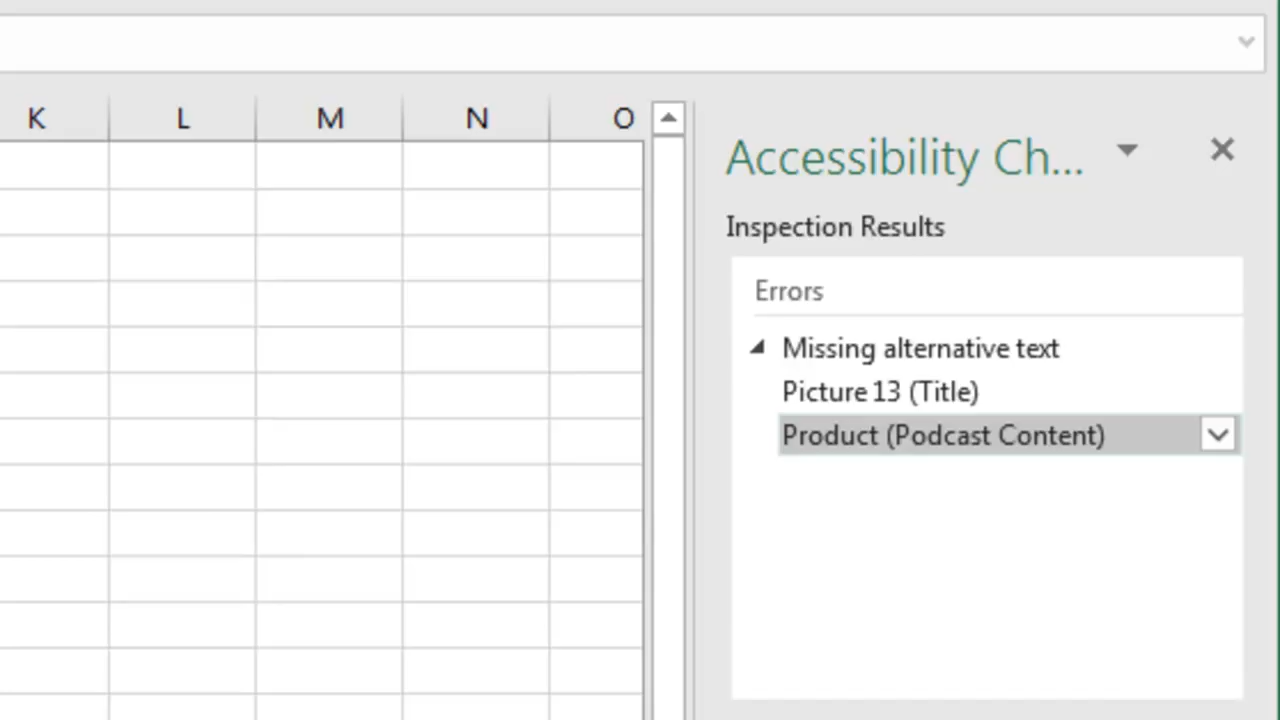 K L M N O
Accessibility Ch...
Inspection Results
Errors
Missing alternative text
Picture 13 (Title)
Product (Podcast Content)